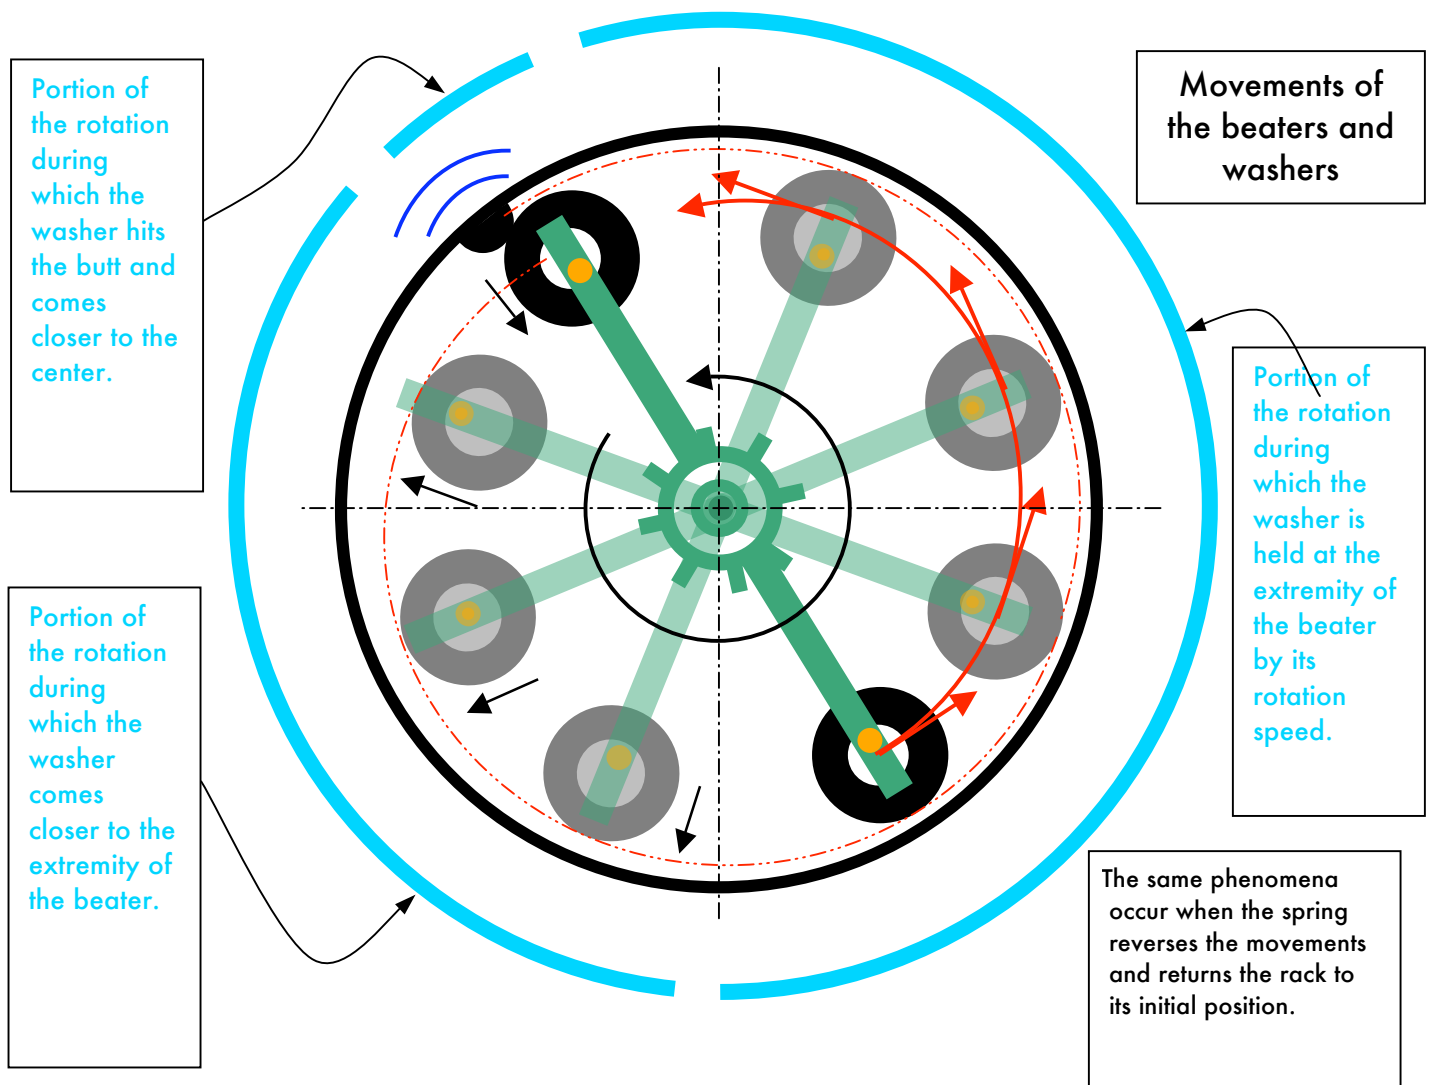 Portion of
the rotation
during
which the
washer hits
the butt and
comes
closer to the
center.
Movements of
the beaters and
washers
Portion of
the rotation
during
which the
washer is
held at the
extremity of
the beater
by its
rotation
speed.
Portion of
the rotation
during
which the
washer
comes
closer to the
extremity of
the beater.
The same phenomena
occur when the spring
reverses the movements
and returns the rack to
its initial position.